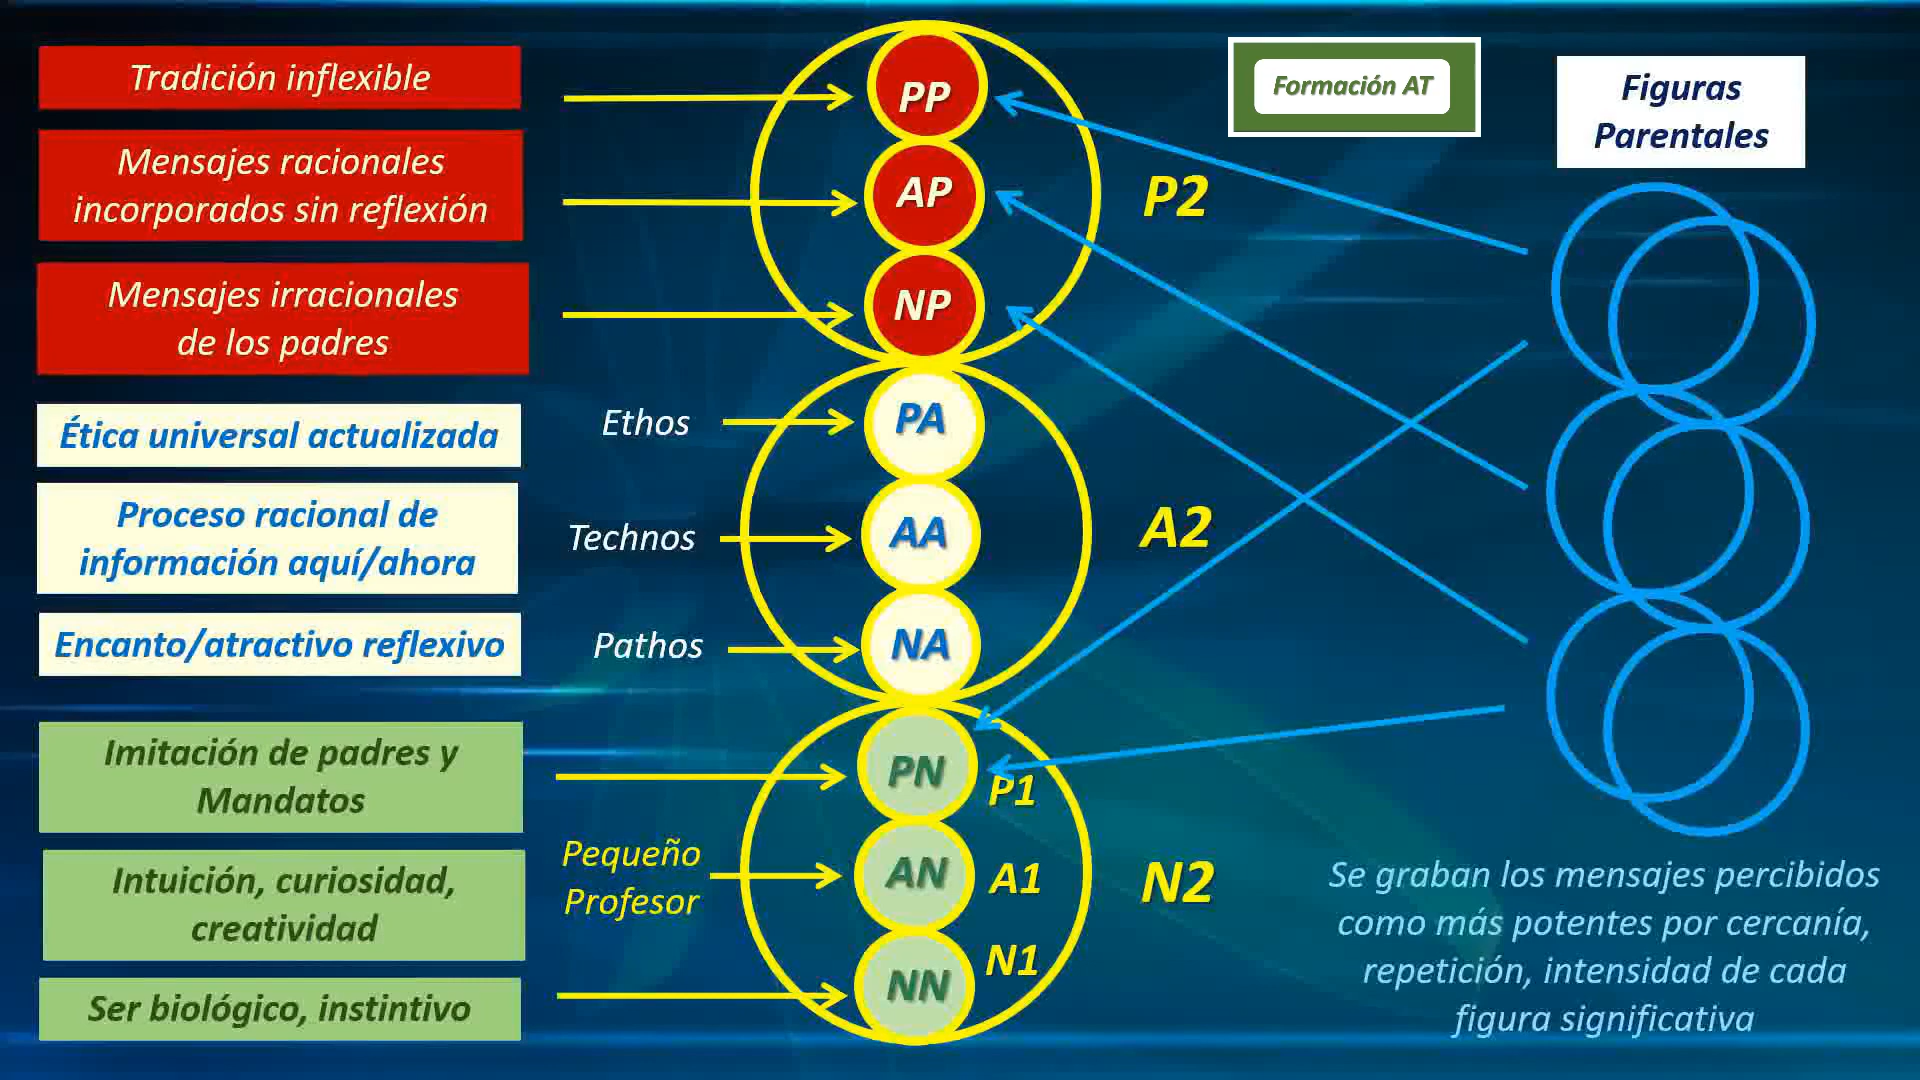 Tradición inflexible
Mensajes racionales
incorporados sin reflexión
Mensajes irracionales
de los padres
Ética universal actualizada
Proceso racional de
información aquí/ahora
Encanto/atractivo reflexivo
Imitación de padres y
Mandatos
Intuición, curiosidad,
creatividad
Ser biológico, instintivo
Ethos
Technos
Pathos
Pequeño
Profesor
PP
AP
NP
PA
AA
NA
PN
AN
NN
P1
A1
N1
P2
A2
N2
Formación AT
Figuras
Parentales
Se graban los mensajes percibidos
como más potentes por cercanía,
repetición, intensidad de cada
figura significativa